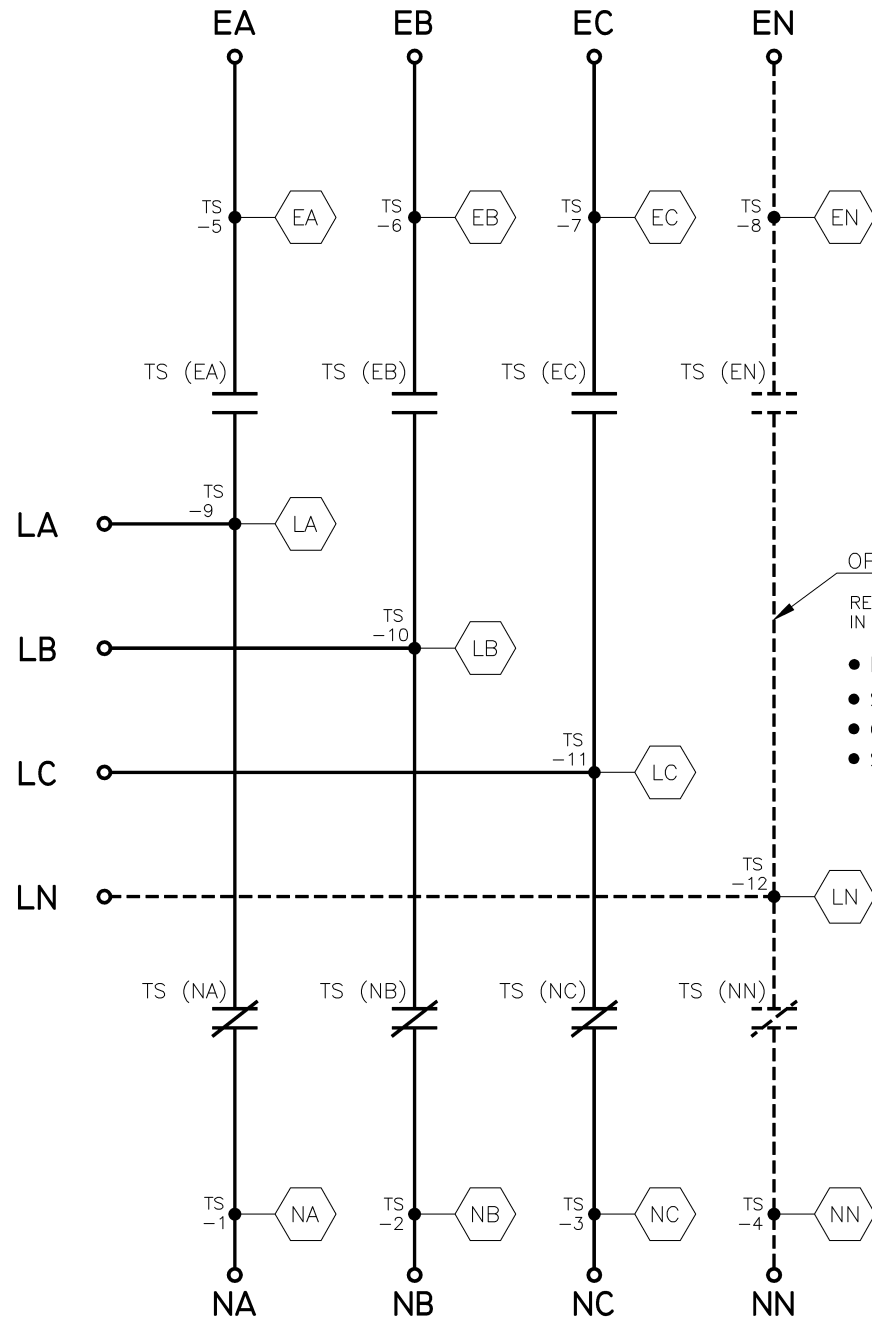 EA EB EC EN
TS
-5
EA
TS
-6
EB
TS
-7
EC
TS
-8
EN
TS (EA)
TS (EB)
TS (EC)
TS (EN)
LA
TS
-9
LA
LB
TS
-10
LB
LC
TS
-11
LC
LN
TS
-12
LN
IN
TS (NA)
TS (NB)
TS (NC)
TS (NN)
TS
-1
NA
TS
-2
NB
TS
-3
NC
TS
-4
NN
NA NB NC NN